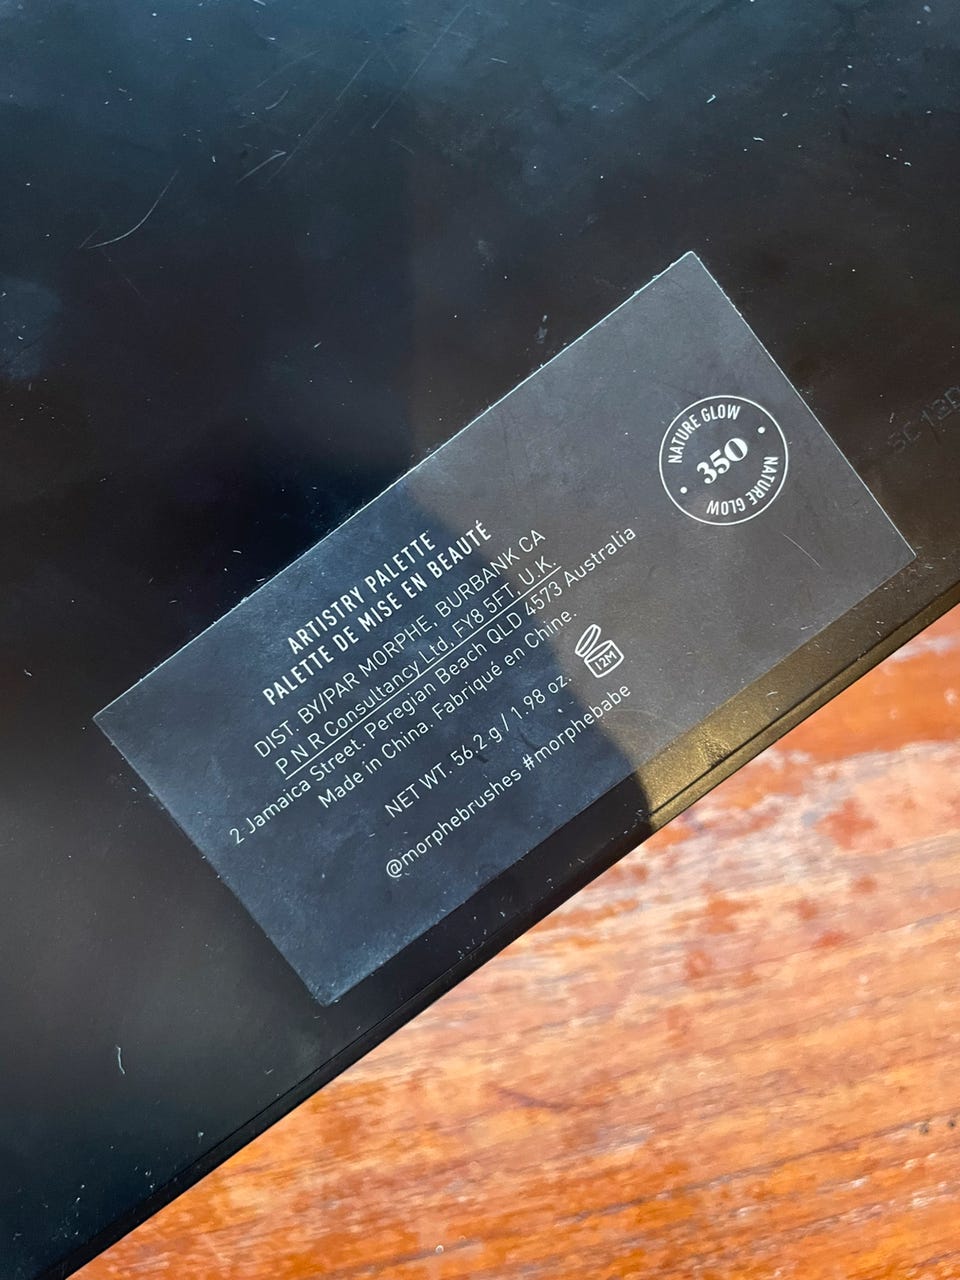 NATURE GLOW
350
NATURE GLOW
ARTISTRY PALETTE
PALETTE DE MISE EN BEAUTÉ
DIST. BY/PAR MORPHE, BURBANK CA
P N R Consultancy Ltd, FY8 5FT, U.K.
2 Jamaica Street. Peregian Beach QLD 4573 Australia
Made in China. Fabriqué en Chine.
12M
NET WT. 56.2 g / 1.98 oz.
@morphebrushes #morphebabe